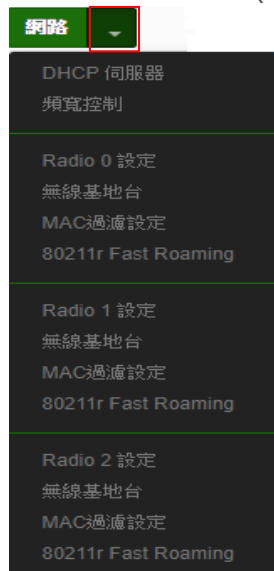 網路
DHCP 伺服器
頻寬控制
Radio 0 設定
無線基地台
MAC過濾設定
80211r Fast Roaming
Radio 1 設定
無線基地台
MAC過濾設定
80211r Fast Roaming
Radio 2 設定
無線基地台
MAC過濾設定
80211r Fast Roaming